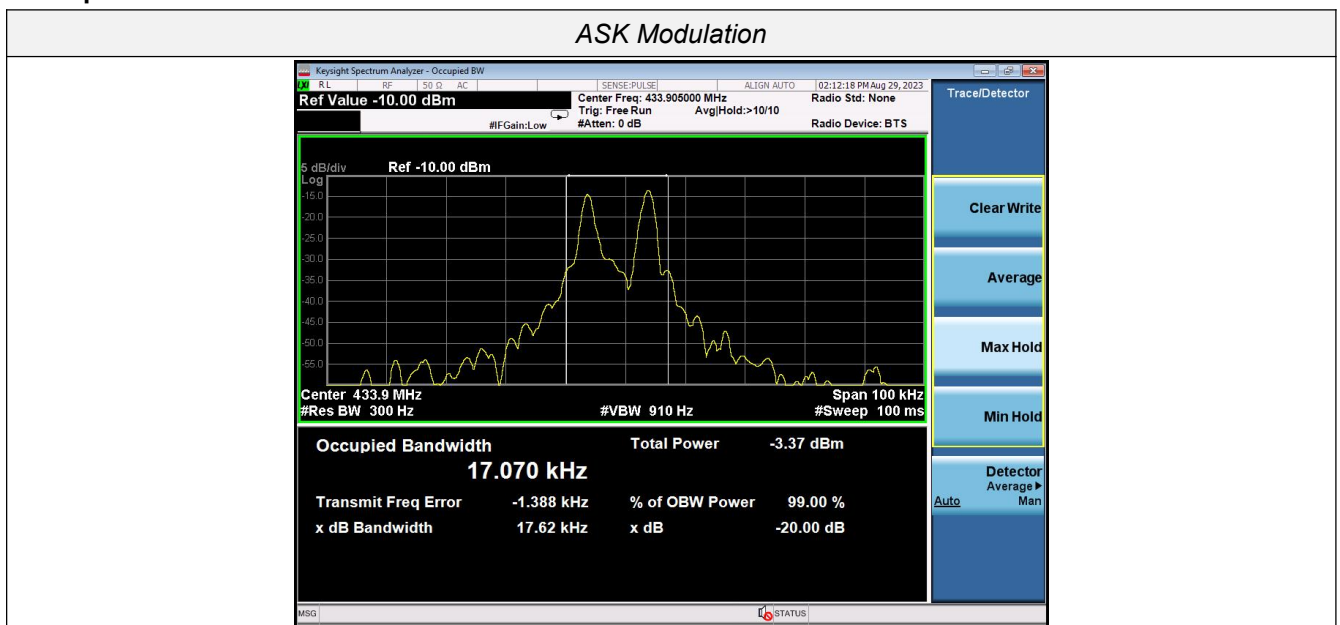 ASK Modulation
Keysight Spectrum Analyzer - Occupied BW
LXI RL RF 50 Ω AC SENSE:PULSE ALIGN AUTO 02:12:18 PM Aug 29, 2023
Ref Value -10.00 dBm
Center Freq: 433.905000 MHz
Radio Std: None
Trig: Free Run
Avg|Hold:>10/10
#IFGain:Low
#Atten: 0 dB
Radio Device: BTS
5 dB/div
Ref -10.00 dBm
Log
-15.0
-20.0
-25.0
-30.0
-35.0
-40.0
-45.0
-50.0
-55.0
Center 433.9 MHz
Span 100 kHz
#Res BW 300 Hz
#VBW 910 Hz
#Sweep 100 ms
Occupied Bandwidth
17.070 kHz
Total Power -3.37 dBm
Transmit Freq Error -1.388 kHz
% of OBW Power 99.00 %
x dB Bandwidth 17.62 kHz
x dB -20.00 dB
MSG
STATUS
Trace/Detector
Clear Write
Average
Max Hold
Min Hold
Detector
Average
Auto Man